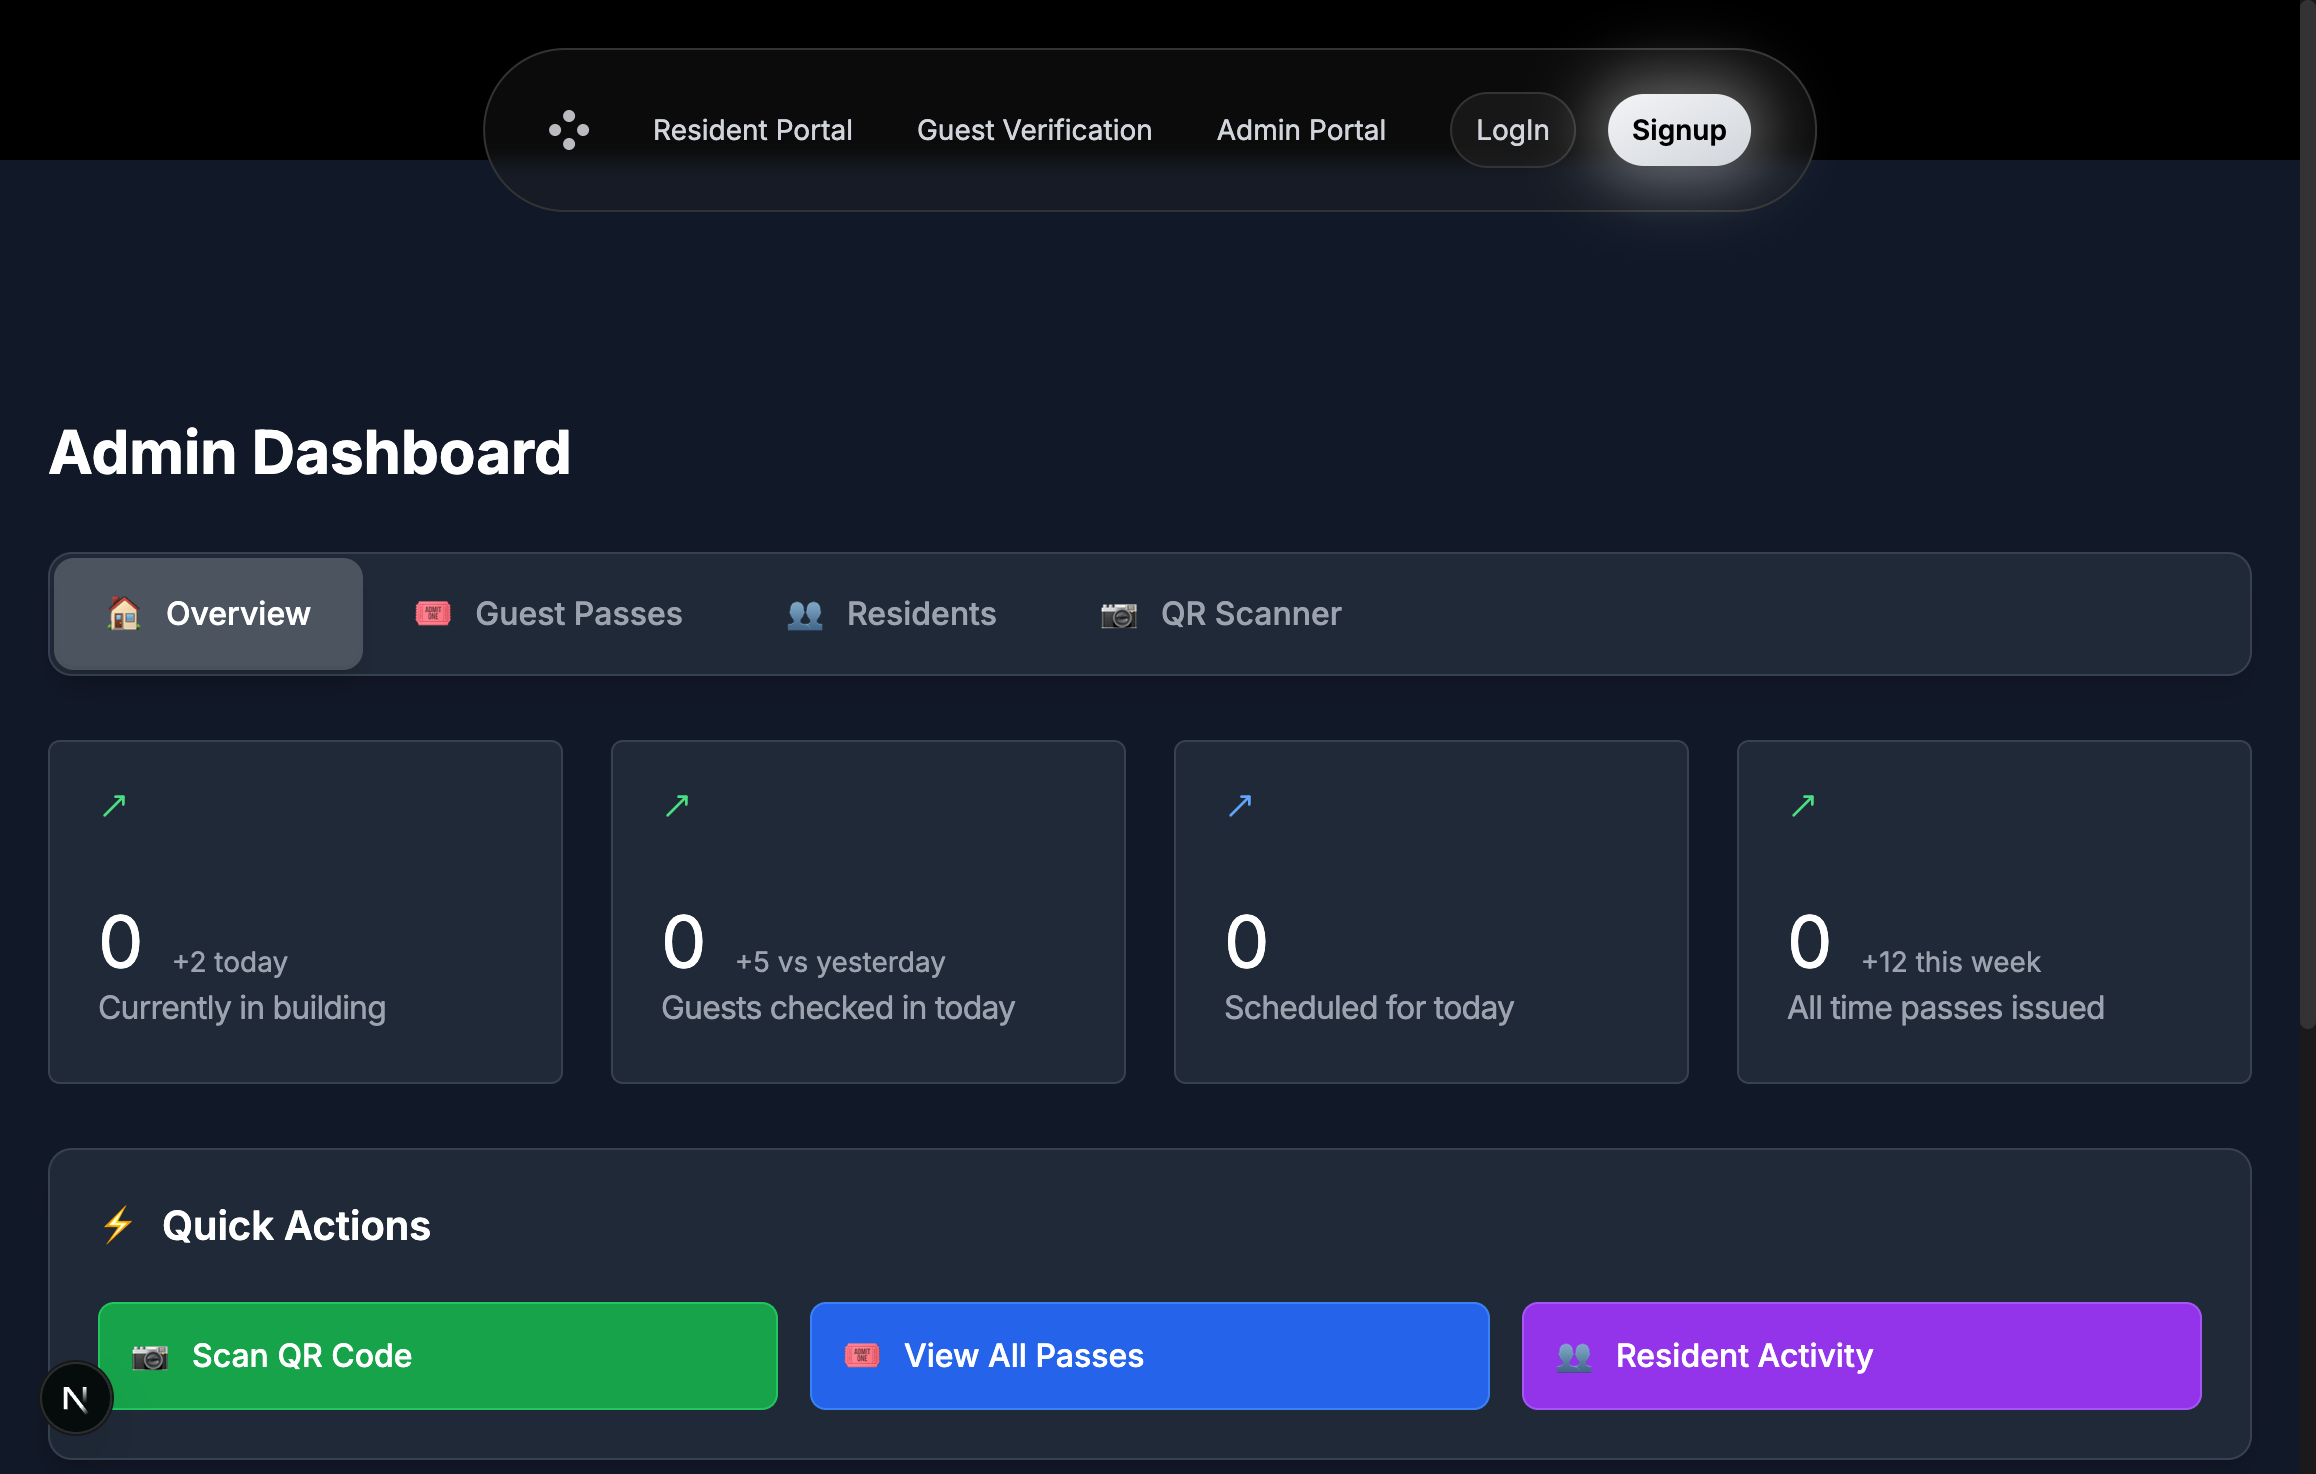 Resident Portal Guest Verification Admin Portal LogIn Signup
Admin Dashboard
Overview Guest Passes Residents QR Scanner
0 +2 today
Currently in building
0 +5 vs yesterday
Guests checked in today
0
Scheduled for today
0 +12 this week
All time passes issued
Quick Actions
Scan QR Code View All Passes Resident Activity
N